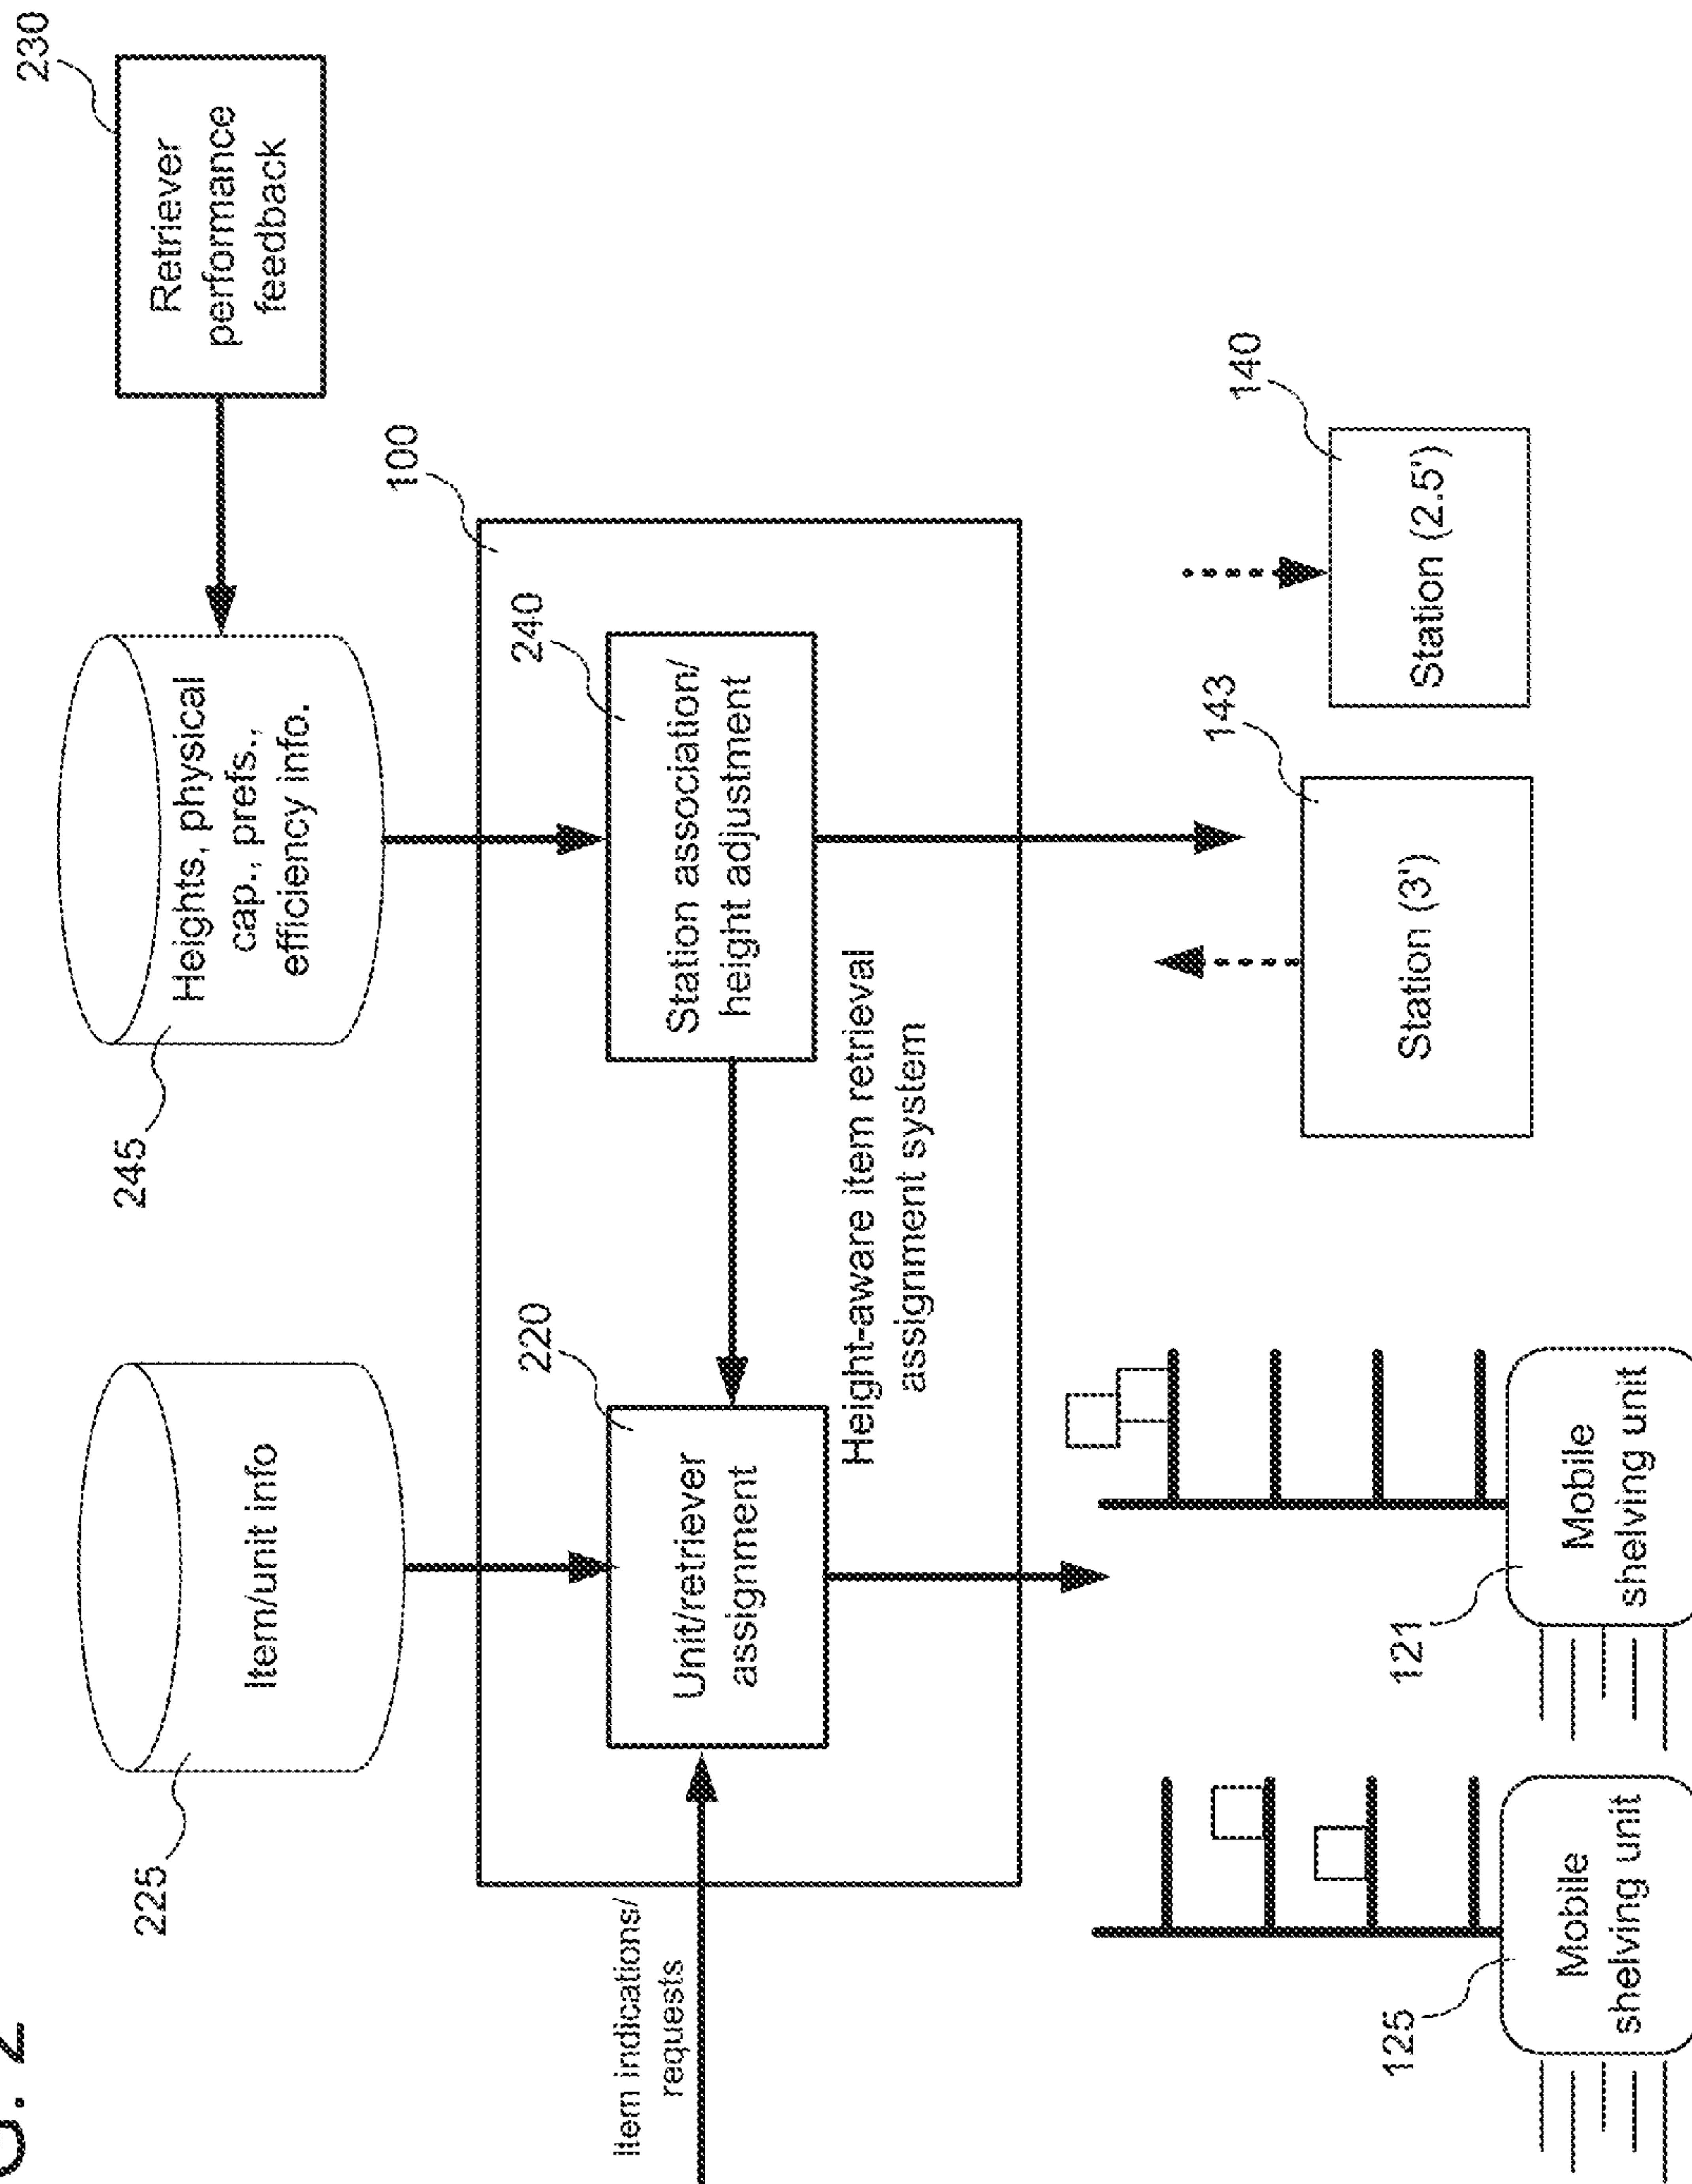 G. 2
230
Retriever
performance
feedback
245
Heights, physical
cap., prefs.,
efficiency info.
225
Item/unit info
100
240
Station association/
height adjustment
220
Unit/retriever
assignment
Item indications/
requests
Height-aware item retrieval
assignment system
125
Mobile
shelving unit
121
Mobile
shelving unit
143
Station (3')
140
Station (2.5')